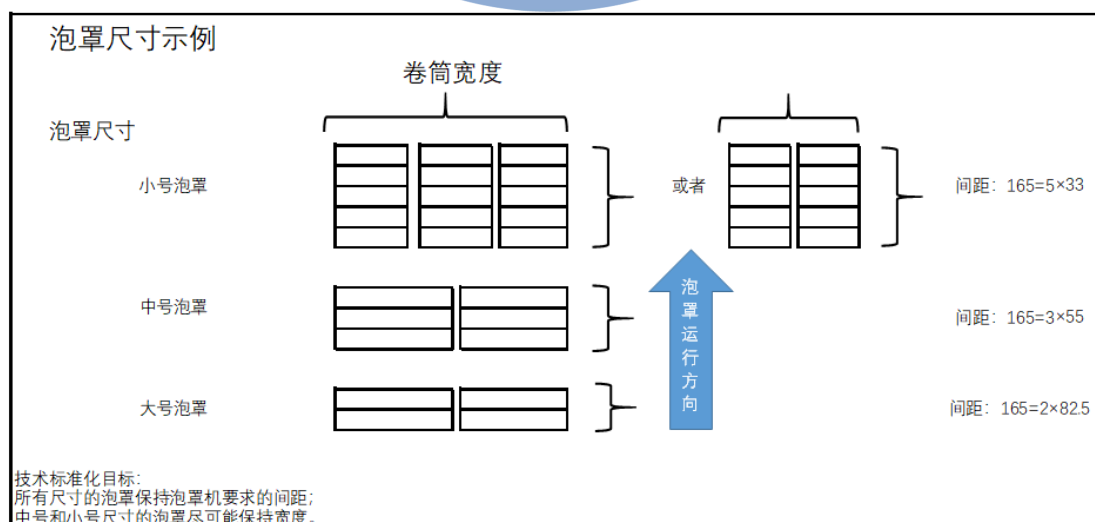 泡罩尺寸示例
卷筒宽度
泡罩尺寸
小号泡罩
或者
间距：165=5×33
中号泡罩
泡罩运行方向
间距：165=3×55
大号泡罩
间距：165=2×82.5
技术标准化目标：
所有尺寸的泡罩保持泡罩机要求的间距；
中号和小号尺寸的泡罩尽可能保持宽度。